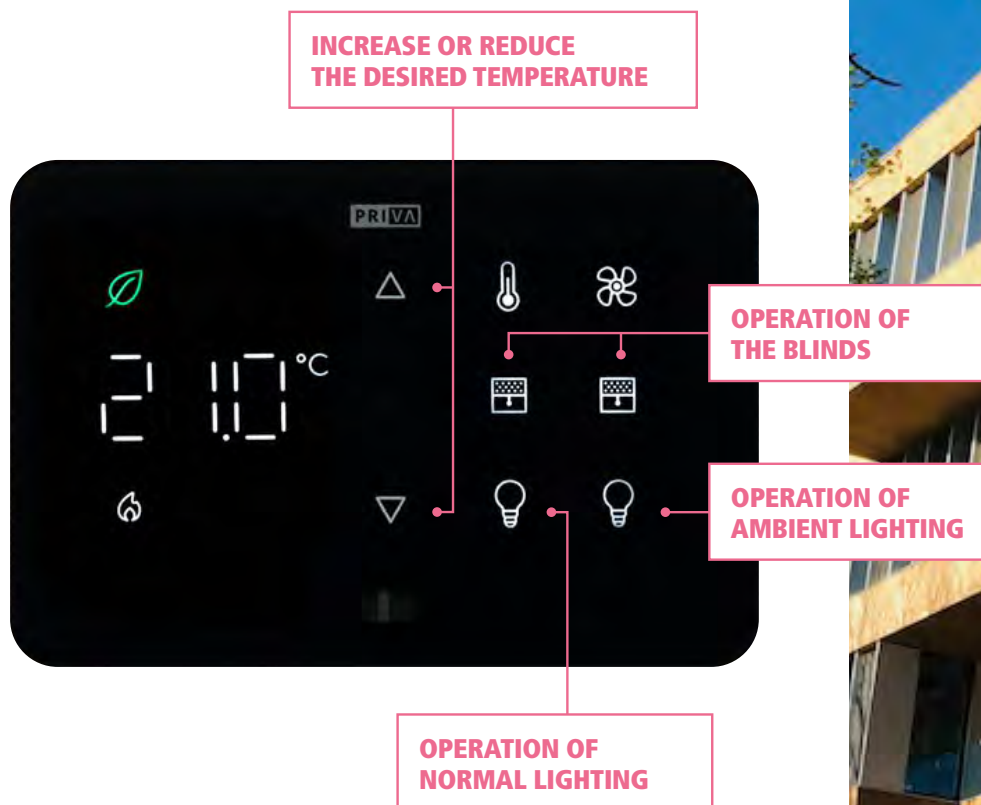 INCREASE OR REDUCE
THE DESIRED TEMPERATURE
PRIVA
21.0 °C
OPERATION OF
THE BLINDS
OPERATION OF
AMBIENT LIGHTING
OPERATION OF
NORMAL LIGHTING